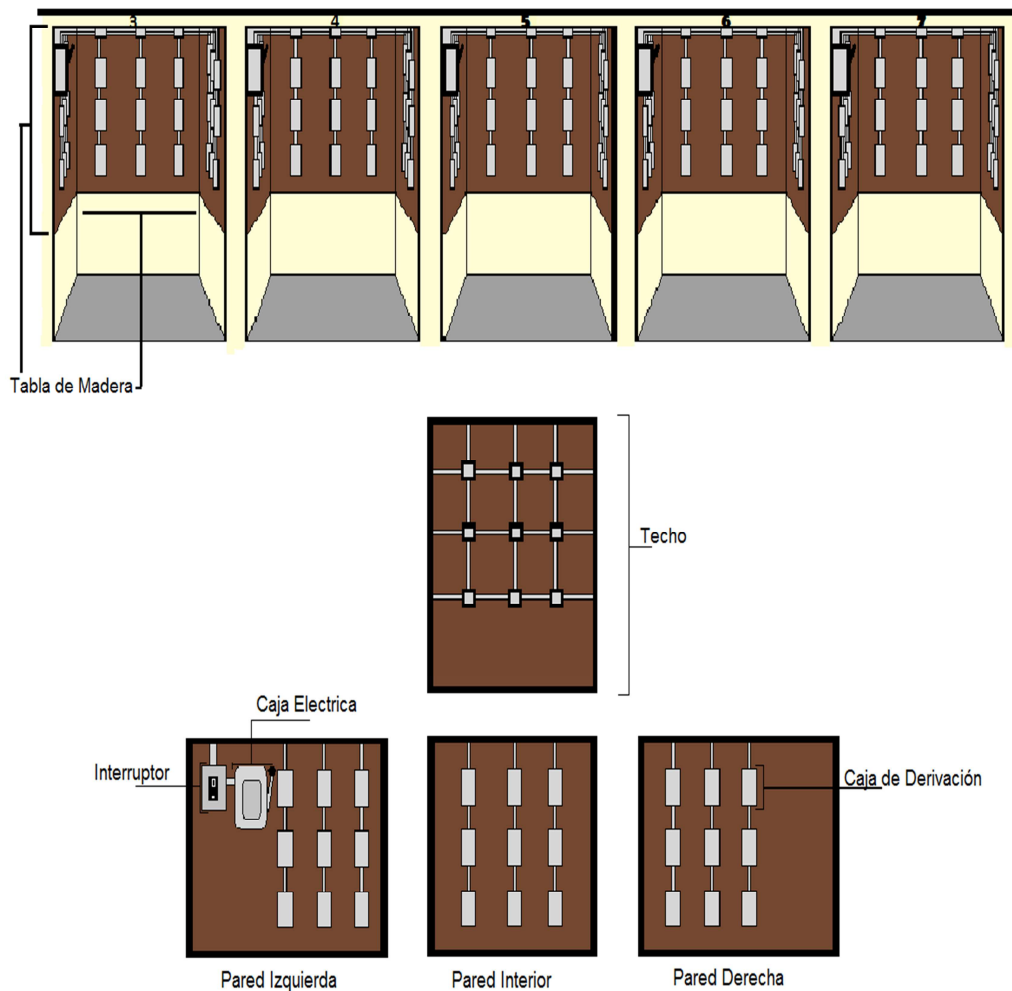 3 4 5 6 7
Tabla de Madera
Techo
Caja Electrica
Interruptor
Caja de Derivación
Pared Izquierda Pared Interior Pared Derecha